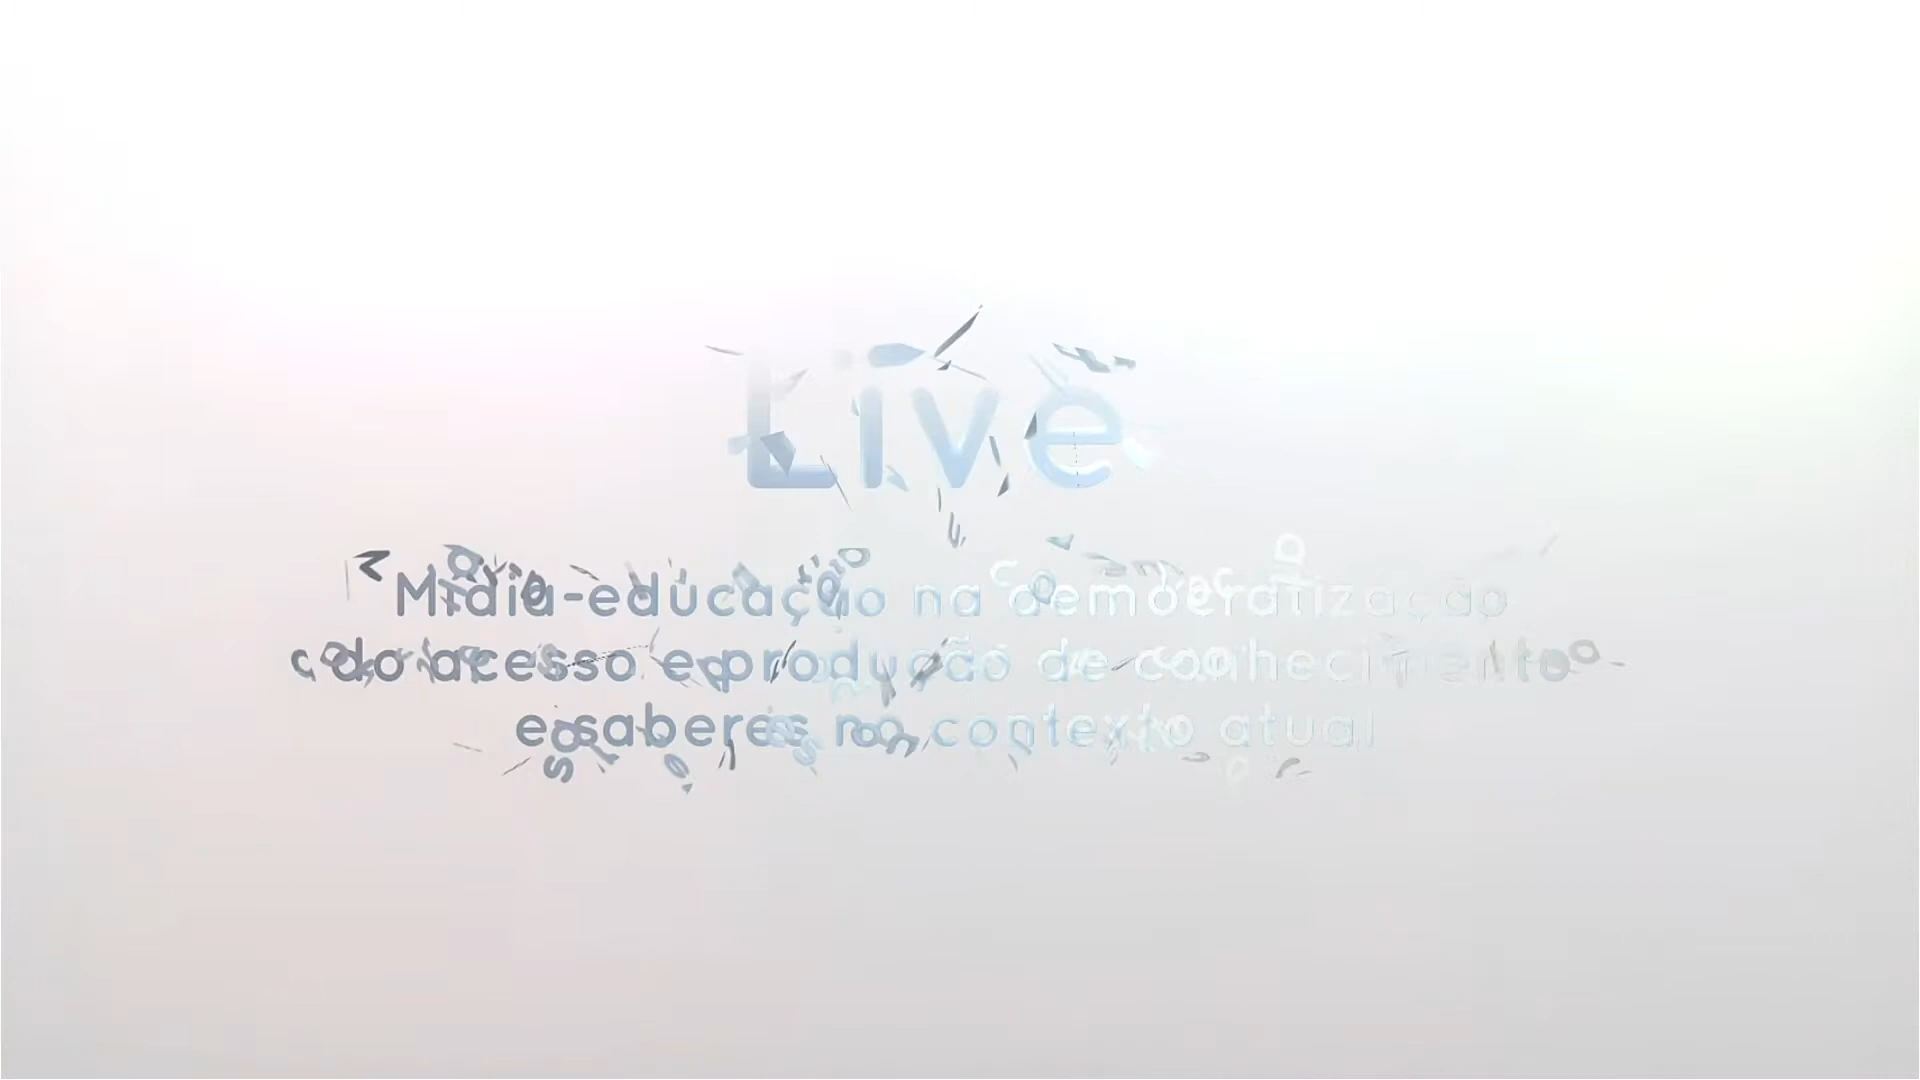 Live
Mídia-educação na democratização
do acesso e produção de conhecimento
e saberes no contexto atual